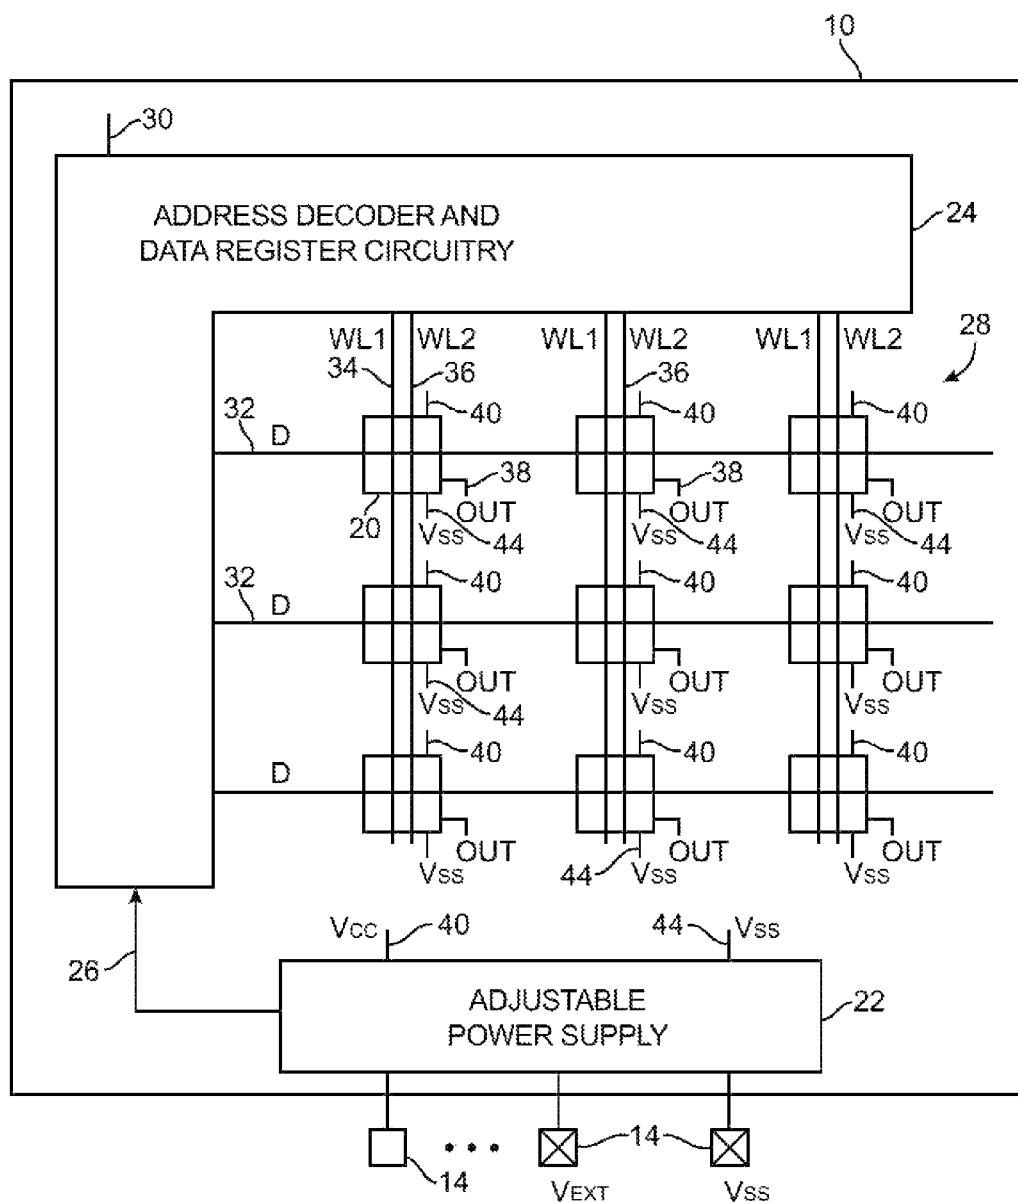 10
30
ADDRESS DECODER AND
DATA REGISTER CIRCUITRY
24
WL1 WL2 WL1 WL2 WL1 WL2
28
34 36 36
40 40 40
32 D
38 38
20 OUT OUT OUT
VSS 44 VSS 44 VSS 44
40 40 40
32 D
OUT OUT OUT
VSS 44 VSS VSS
40 40 40
D
OUT OUT OUT
VSS 44 VSS VSS
VCC 40 44 VSS
26
ADJUSTABLE
POWER SUPPLY
22
14 14
VEXT VSS